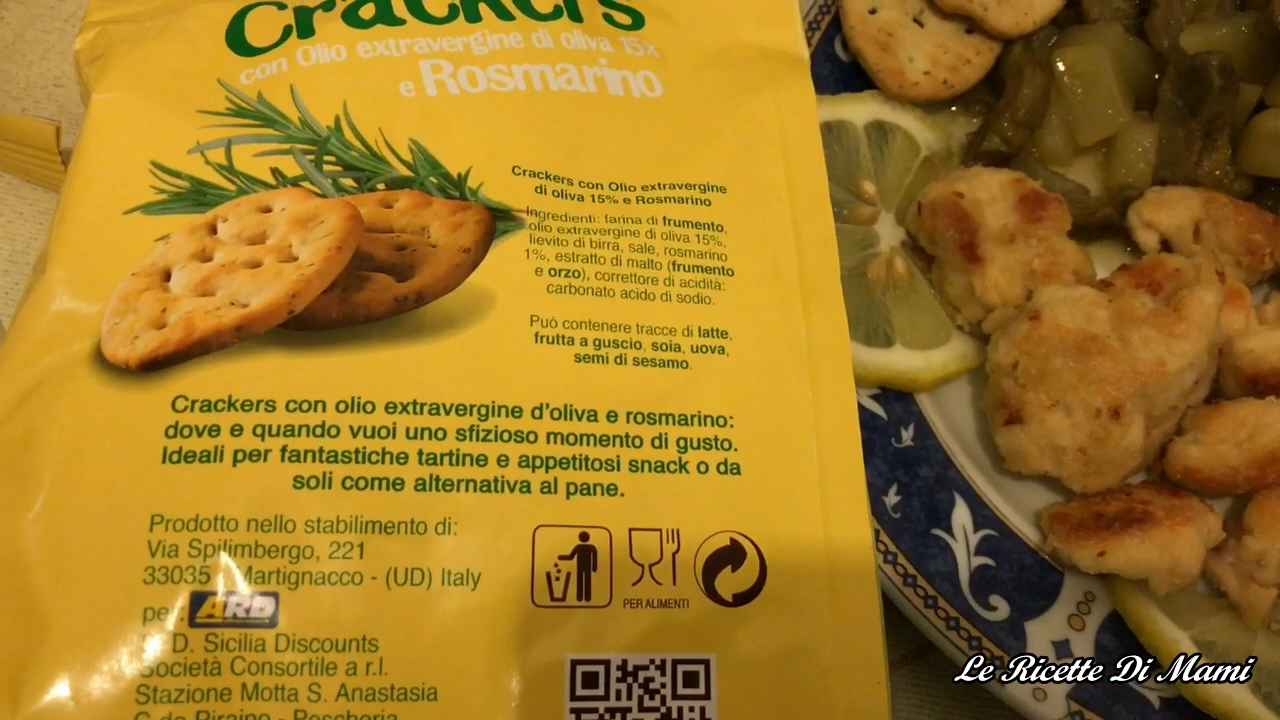 Crackers
con Olio extravergine di oliva 15%
e Rosmarino
Crackers con Olio extravergine
di oliva 15% e Rosmarino
Ingredienti: farina di frumento,
olio extravergine di oliva 15%,
lievito di birra, sale, rosmarino
1%, estratto di malto (frumento
e orzo), correttore di acidità:
carbonato acido di sodio.
Può contenere tracce di latte,
frutta a guscio, soia, uova,
semi di sesamo.
Crackers con olio extravergine d'oliva e rosmarino:
dove e quando vuoi uno sfizioso momento di gusto.
Ideali per fantastiche tartine e appetitosi snack o da
soli come alternativa al pane.
Prodotto nello stabilimento di:
Via Spilimbergo, 221
33035 Martignacco - (UD) Italy
per: ARD
D. Sicilia Discounts
Società Consortile a r.l.
Stazione Motta S. Anastasia
C.da Piraino - Pescheria
PER ALIMENTI
Le Ricette Di Mami